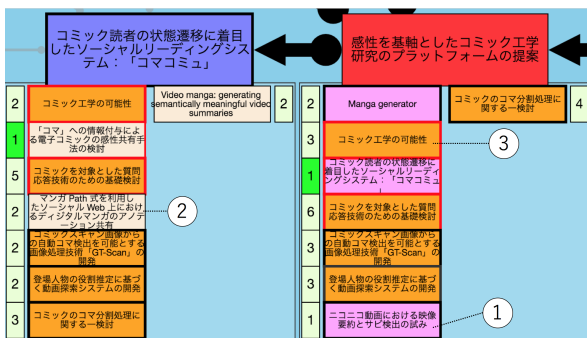 コミック読者の状態遷移に着目
したソーシャルリーディングシス
テム：「コマコミュ」
感性を基軸としたコミック工学
研究のプラットフォームの提案
2
コミック工学の可能性
Video manga: generating
semantically meaningful video
summaries
2
1
「コマ」への情報付与によ
る電子コミックの感性共有手
法の検討
5
コミックを対象とした質問
応答技術のための基礎検討
2
マンガ Path 式を利用し
たソーシャル Web 上におけ
るディジタルマンガのアノテ
ーション共有
②
2
コミックスキャン画像から
の自動コマ検出を可能とする
画像処理技術「GT-Scan」の
開発
2
登場人物の役割推定に基づ
く動画探索システムの開発
3
コミックのコマ分割処理に
関する一検討
2
Manga generator
コミックのコマ分割処理に
関する一検討
4
3
コミック工学の可能性
③
1
コミック読者の状態遷移に
着目したソーシャルリーディ
ングシステム：「コマコミュ
」
6
コミックを対象とした質問
応答技術のための基礎検討
3
コミックスキャン画像から
の自動コマ検出を可能とする
画像処理技術「GT-Scan」の
開発
3
登場人物の役割推定に基づ
く動画探索システムの開発
1
ニコニコ動画における映像
要約とサビ検出の試み
①